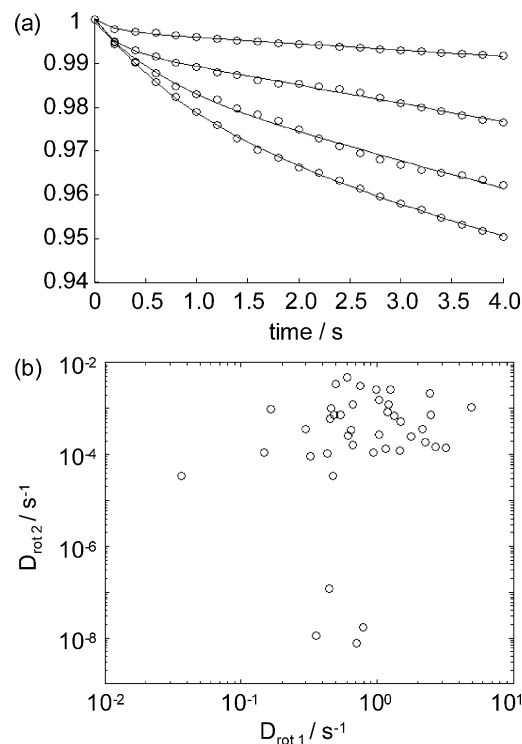 (a)
1
0.99
0.98
0.97
0.96
0.95
0.94
0 0.5 1.0 1.5 2.0 2.5 3.0 3.5 4.0
time / s
(b)
10⁻²
10⁻⁴
10⁻⁶
10⁻⁸
D rot 2 / s⁻¹
10⁻² 10⁻¹ 10⁰ 10¹
D rot 1 / s⁻¹